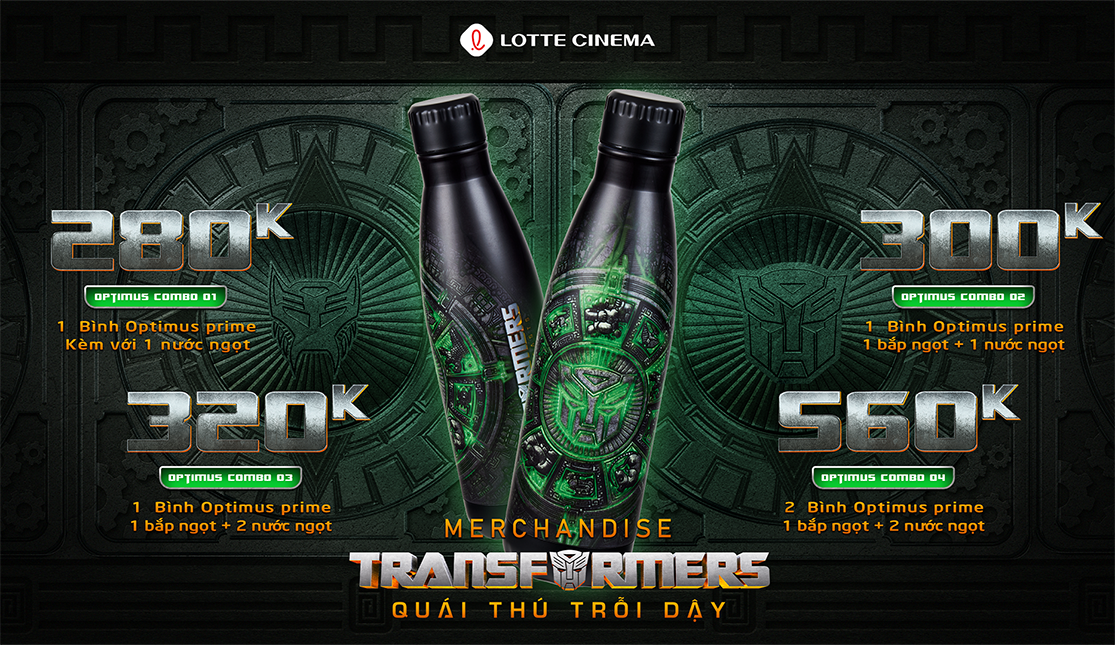 LOTTE CINEMA
280K
OPTIMUS COMBO 01
1 Bình Optimus prime
Kèm với 1 nước ngọt
300K
OPTIMUS COMBO 02
1 Bình Optimus prime
1 bắp ngọt + 1 nước ngọt
320K
OPTIMUS COMBO 03
1 Bình Optimus prime
1 bắp ngọt + 2 nước ngọt
560K
OPTIMUS COMBO 04
2 Bình Optimus prime
1 bắp ngọt + 2 nước ngọt
MERCHANDISE
TRANSFORMERS
QUÁI THÚ TRỖI DẬY